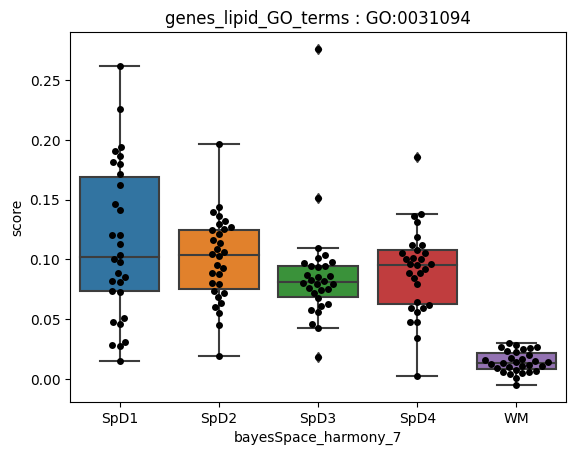 genes_lipid_GO_terms : GO:0031094
0.25
0.20
0.15
0.10
0.05
0.00
score
SpD1 SpD2 SpD3 SpD4 WM
bayesSpace_harmony_7